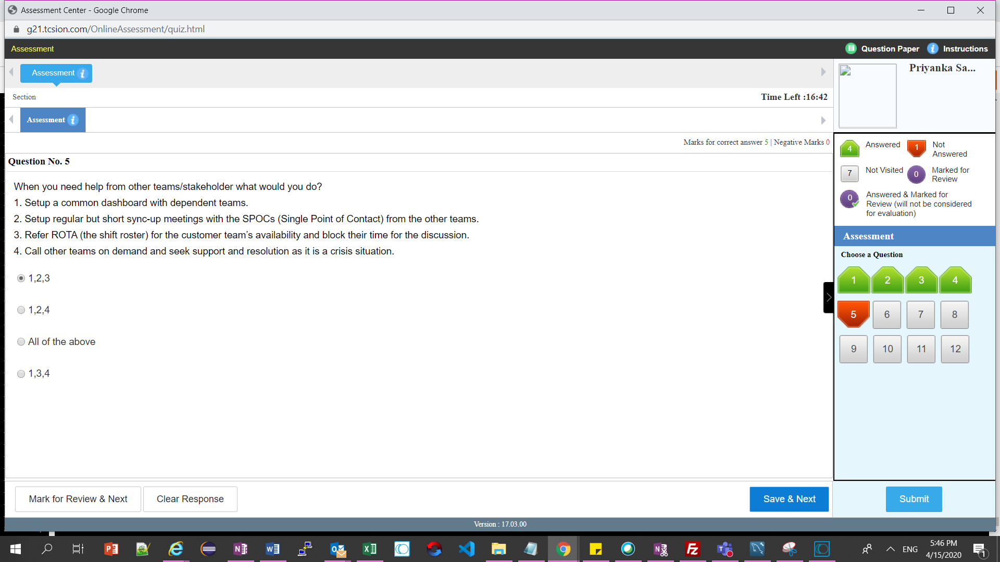 Assessment Center - Google Chrome
g21.tcsion.com/OnlineAssessment/quiz.html
Assessment
Question Paper
Instructions
Assessment
Priyanka Sa...
Section
Time Left :16:42
Assessment
Marks for correct answer 5 | Negative Marks 0
4 Answered
1 Not Answered
7 Not Visited
0 Marked for Review
0 Answered & Marked for Review (will not be considered for evaluation)
Question No. 5
When you need help from other teams/stakeholder what would you do?
1. Setup a common dashboard with dependent teams.
2. Setup regular but short sync-up meetings with the SPOCs (Single Point of Contact) from the other teams.
3. Refer ROTA (the shift roster) for the customer team’s availability and block their time for the discussion.
4. Call other teams on demand and seek support and resolution as it is a crisis situation.
1,2,3
1,2,4
All of the above
1,3,4
Assessment
Choose a Question
1 2 3 4
5 6 7 8
9 10 11 12
Mark for Review & Next
Clear Response
Save & Next
Submit
Version : 17.03.00
ENG
5:46 PM
4/15/2020
1